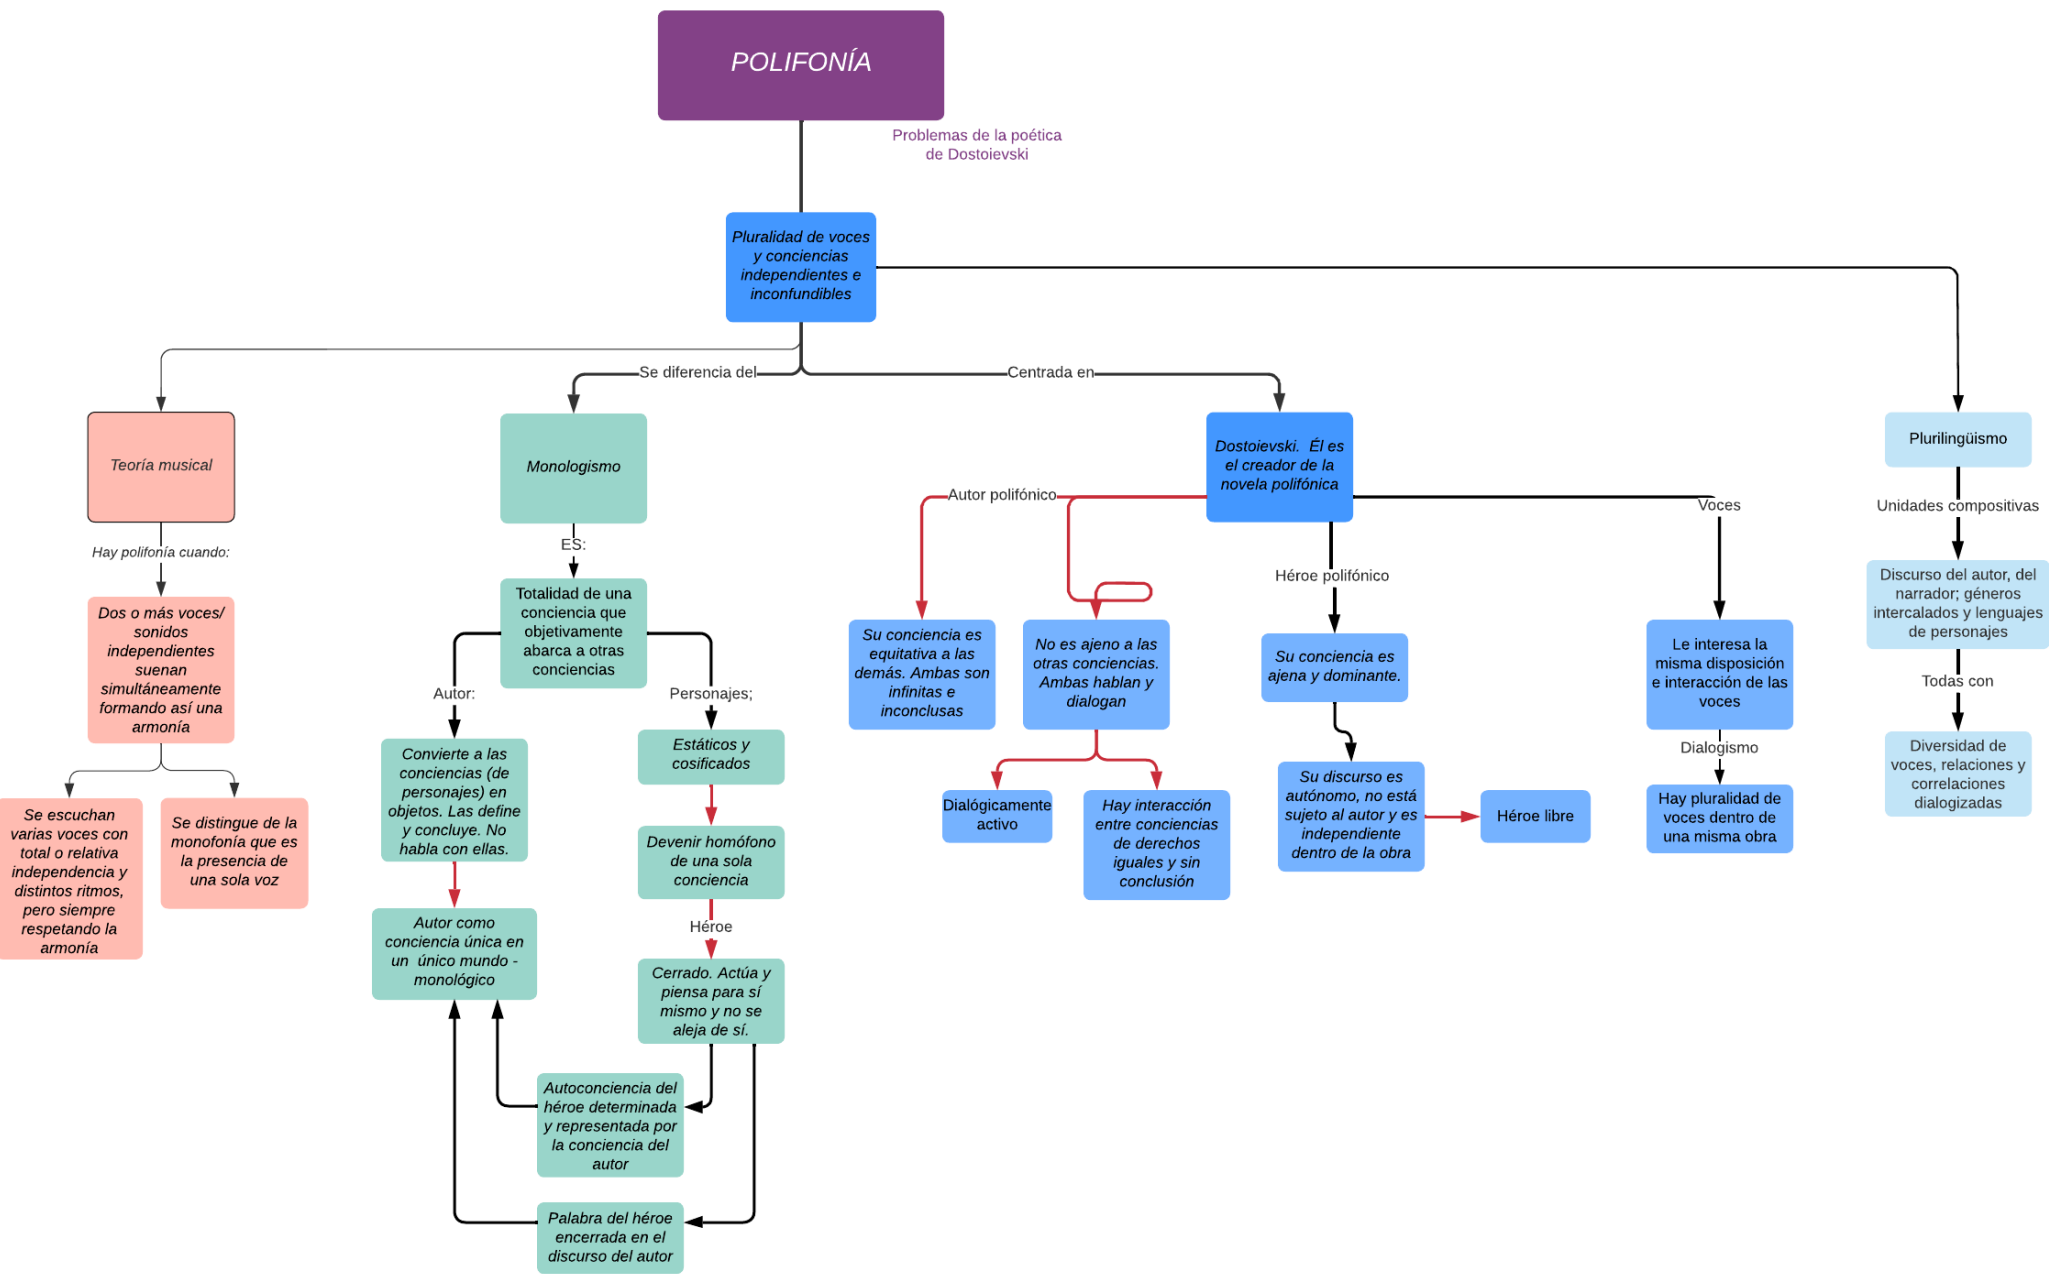 POLIFONÍA
Problemas de la poética
de Dostoievski
Pluralidad de voces
y conciencias
independientes e
inconfundibles
Se diferencia del
Centrada en
Teoría musical
Hay polifonía cuando:
Dos o más voces/
sonidos
independientes
suenan
simultáneamente
formando así una
armonía
Se escuchan
varias voces con
total o relativa
independencia y
distintos ritmos,
pero siempre
respetando la
armonía
Se distingue de la
monofonía que es
la presencia de
una sola voz
Monologismo
ES:
Totalidad de una
conciencia que
objetivamente
abarca a otras
conciencias
Autor:
Convierte a las
conciencias (de
personajes) en
objetos. Las define
y concluye. No
habla con ellas.
Autor como
conciencia única en
un único mundo -
monológico
Personajes;
Estáticos y
cosificados
Devenir homófono
de una sola
conciencia
Héroe
Cerrado. Actúa y
piensa para sí
mismo y no se
aleja de sí.
Autoconciencia del
héroe determinada
y representada por
la conciencia del
autor
Palabra del héroe
encerrada en el
discurso del autor
Dostoievski. Él es
el creador de la
novela polifónica
Autor polifónico
Su conciencia es
equitativa a las
demás. Ambas son
infinitas e
inconclusas
No es ajeno a las
otras conciencias.
Ambas hablan y
dialogan
Dialógicamente
activo
Hay interacción
entre conciencias
de derechos
iguales y sin
conclusión
Héroe polifónico
Su conciencia es
ajena y dominante.
Su discurso es
autónomo, no está
sujeto al autor y es
independiente
dentro de la obra
Héroe libre
Voces
Le interesa la
misma disposición
e interacción de las
voces
Dialogismo
Hay pluralidad de
voces dentro de
una misma obra
Plurilingüismo
Unidades compositivas
Discurso del autor, del
narrador; géneros
intercalados y lenguajes
de personajes
Todas con
Diversidad de
voces, relaciones y
correlaciones
dialogizadas